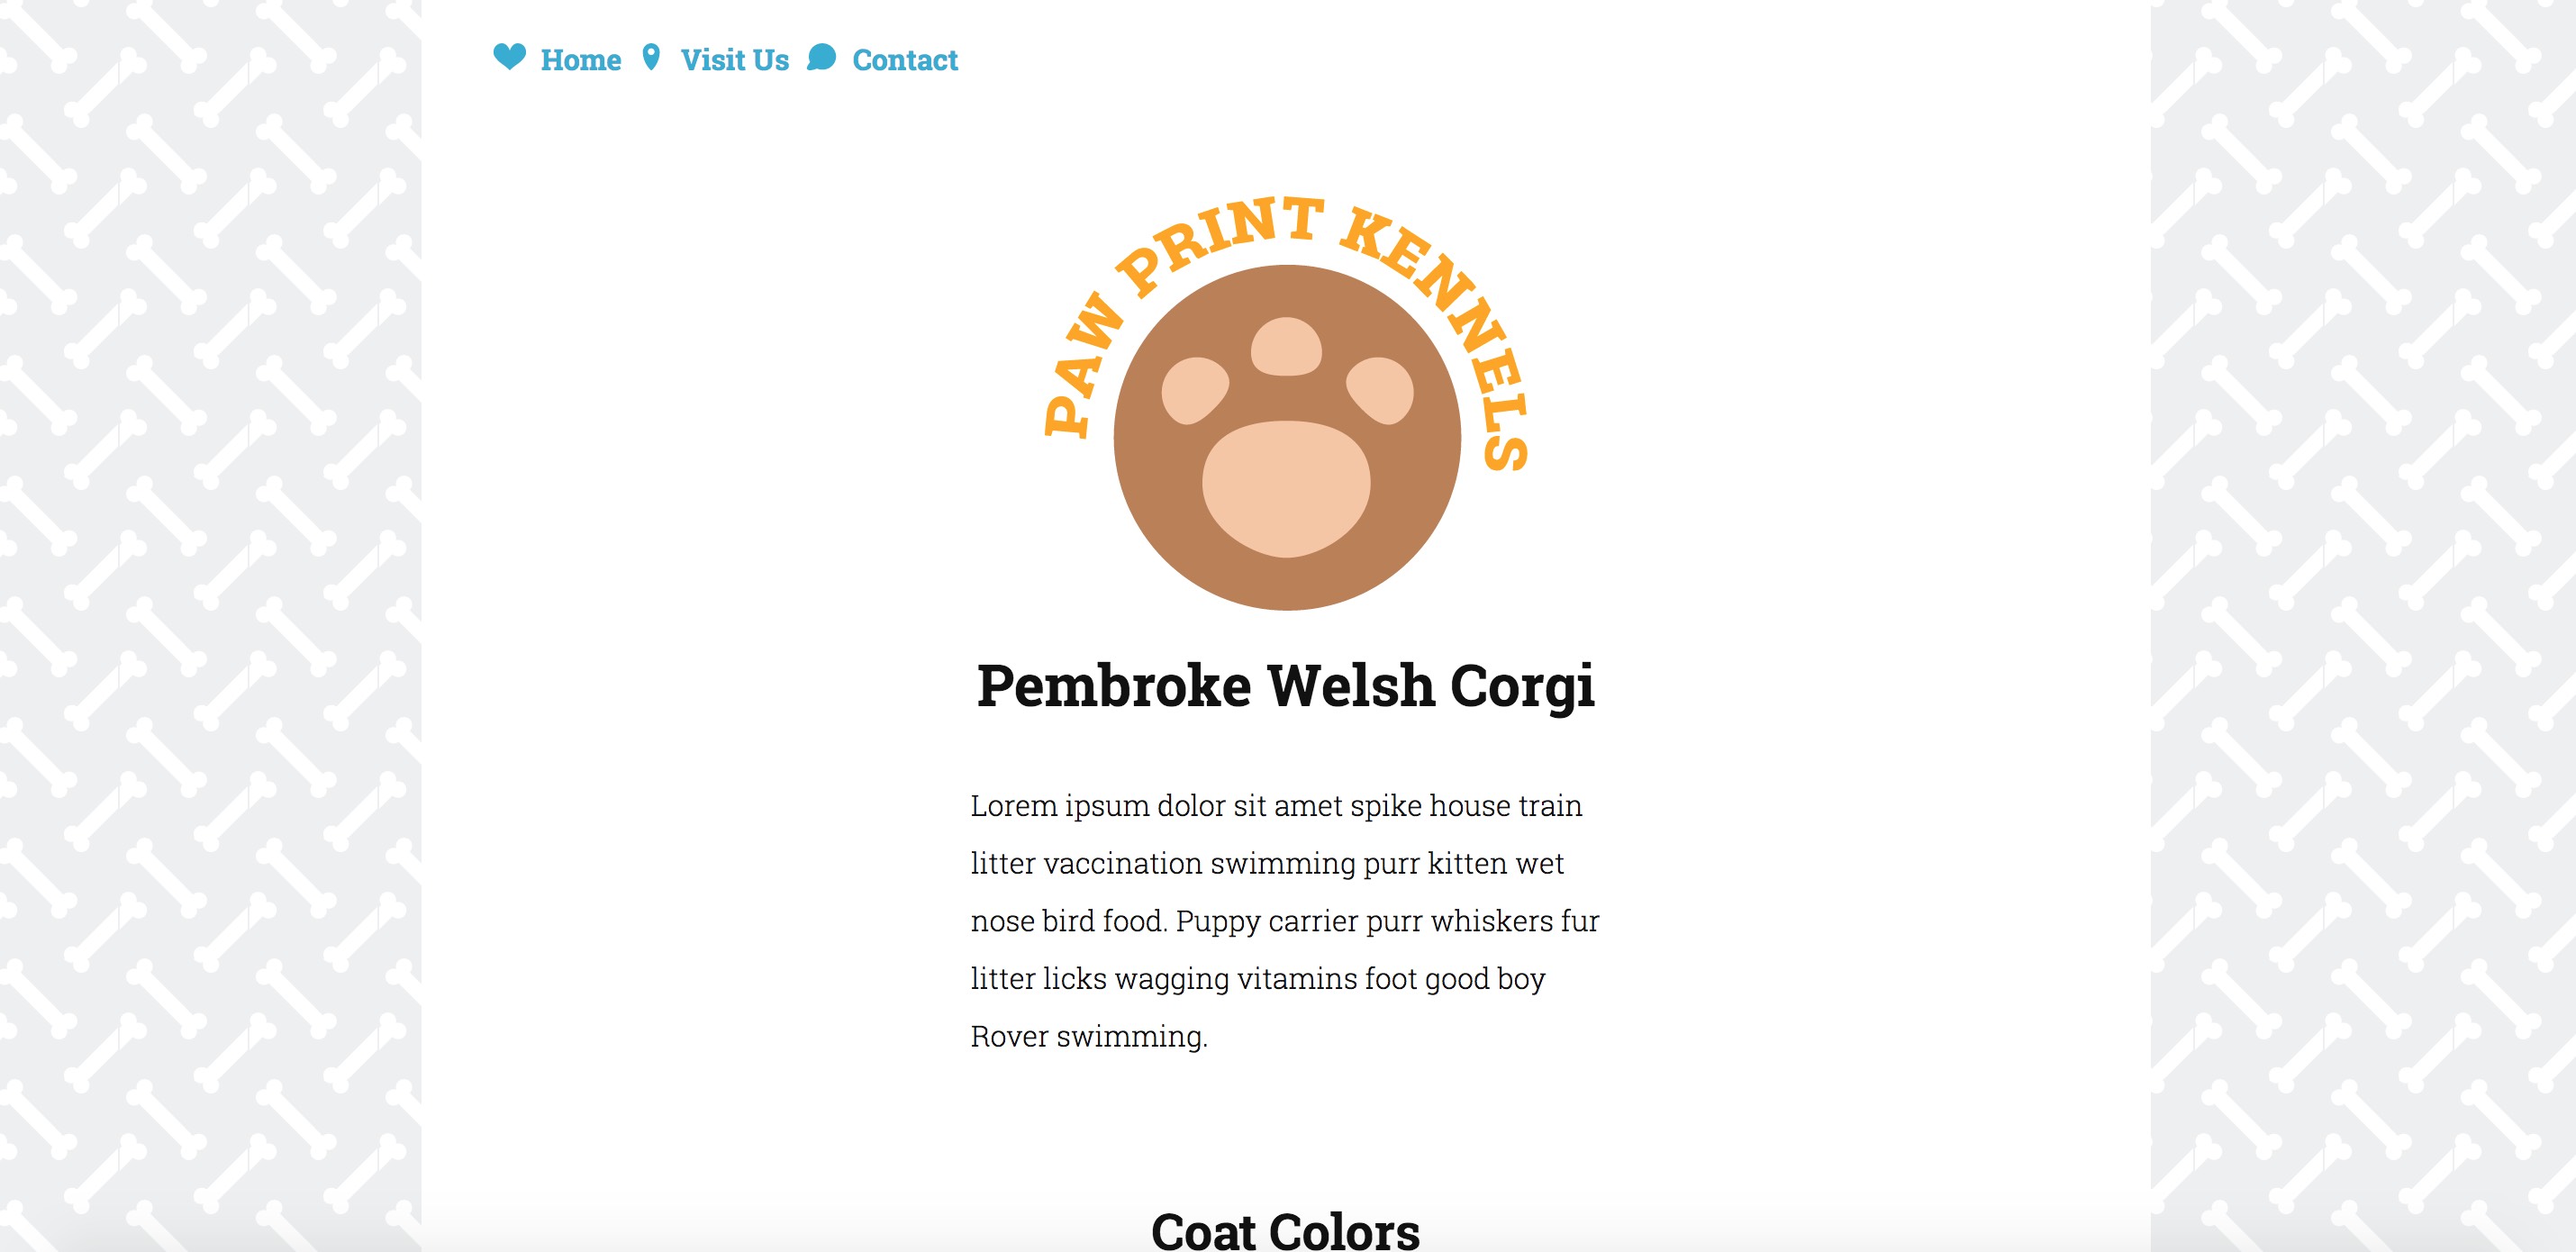 Home Visit Us Contact
PAW PRINT KENNELS
Pembroke Welsh Corgi
Lorem ipsum dolor sit amet spike house train
litter vaccination swimming purr kitten wet
nose bird food. Puppy carrier purr whiskers fur
litter licks wagging vitamins foot good boy
Rover swimming.
Coat Colors